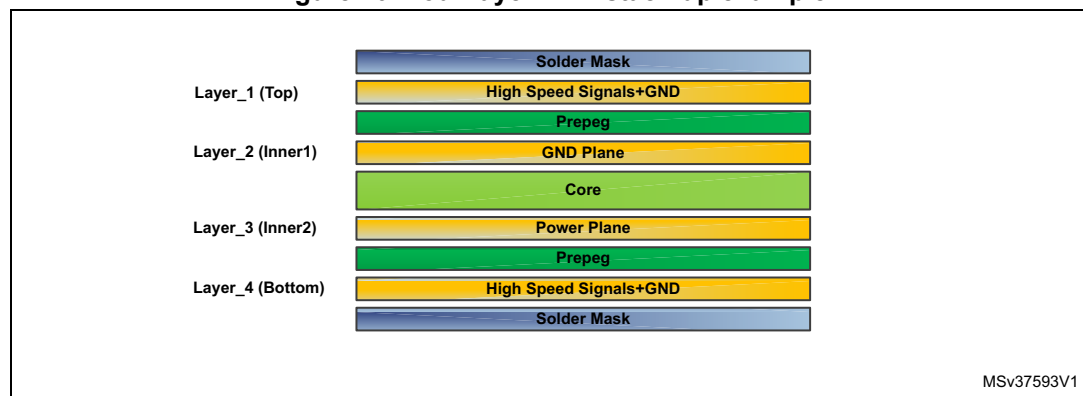 Solder Mask
Layer_1 (Top) High Speed Signals+GND
Prepeg
Layer_2 (Inner1) GND Plane
Core
Layer_3 (Inner2) Power Plane
Prepeg
Layer_4 (Bottom) High Speed Signals+GND
Solder Mask
MSv37593V1